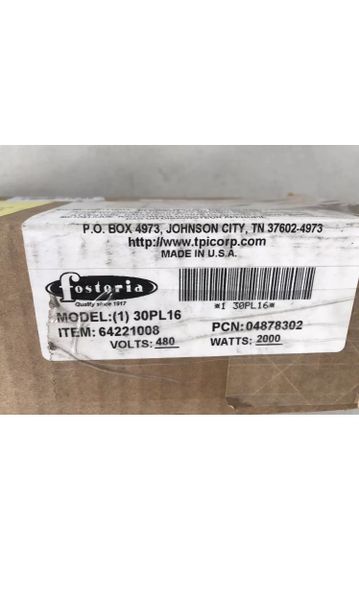 P.O. BOX 4973, JOHNSON CITY, TN 37602-4973
http://www.tpicorp.com
MADE IN U.S.A.
fostoria
Quality since 1917
*I 30PL16*
MODEL:(1) 30PL16
ITEM: 64221008 PCN: 04878302
VOLTS: 480 WATTS: 2000